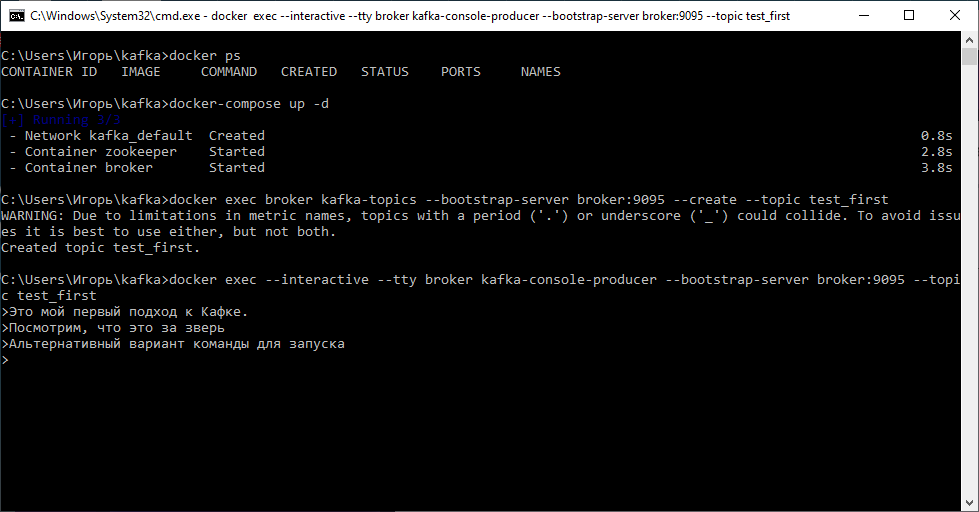 C:\Windows\System32\cmd.exe - docker exec --interactive --tty broker kafka-console-producer --bootstrap-server broker:9095 --topic test_first
C:\Users\Игорь\kafka>docker ps
CONTAINER ID   IMAGE     COMMAND   CREATED   STATUS    PORTS     NAMES
C:\Users\Игорь\kafka>docker-compose up -d
[+] Running 3/3
 - Network kafka_default  Created                                                                                  0.8s
 - Container zookeeper    Started                                                                                  2.8s
 - Container broker       Started                                                                                  3.8s
C:\Users\Игорь\kafka>docker exec broker kafka-topics --bootstrap-server broker:9095 --create --topic test_first
WARNING: Due to limitations in metric names, topics with a period ('.') or underscore ('_') could collide. To avoid issu
es it is best to use either, but not both.
Created topic test_first.
C:\Users\Игорь\kafka>docker exec --interactive --tty broker kafka-console-producer --bootstrap-server broker:9095 --topi
c test_first
>Это мой первый подход к Кафке.
>Посмотрим, что это за зверь
>Альтернативный вариант команды для запуска
>